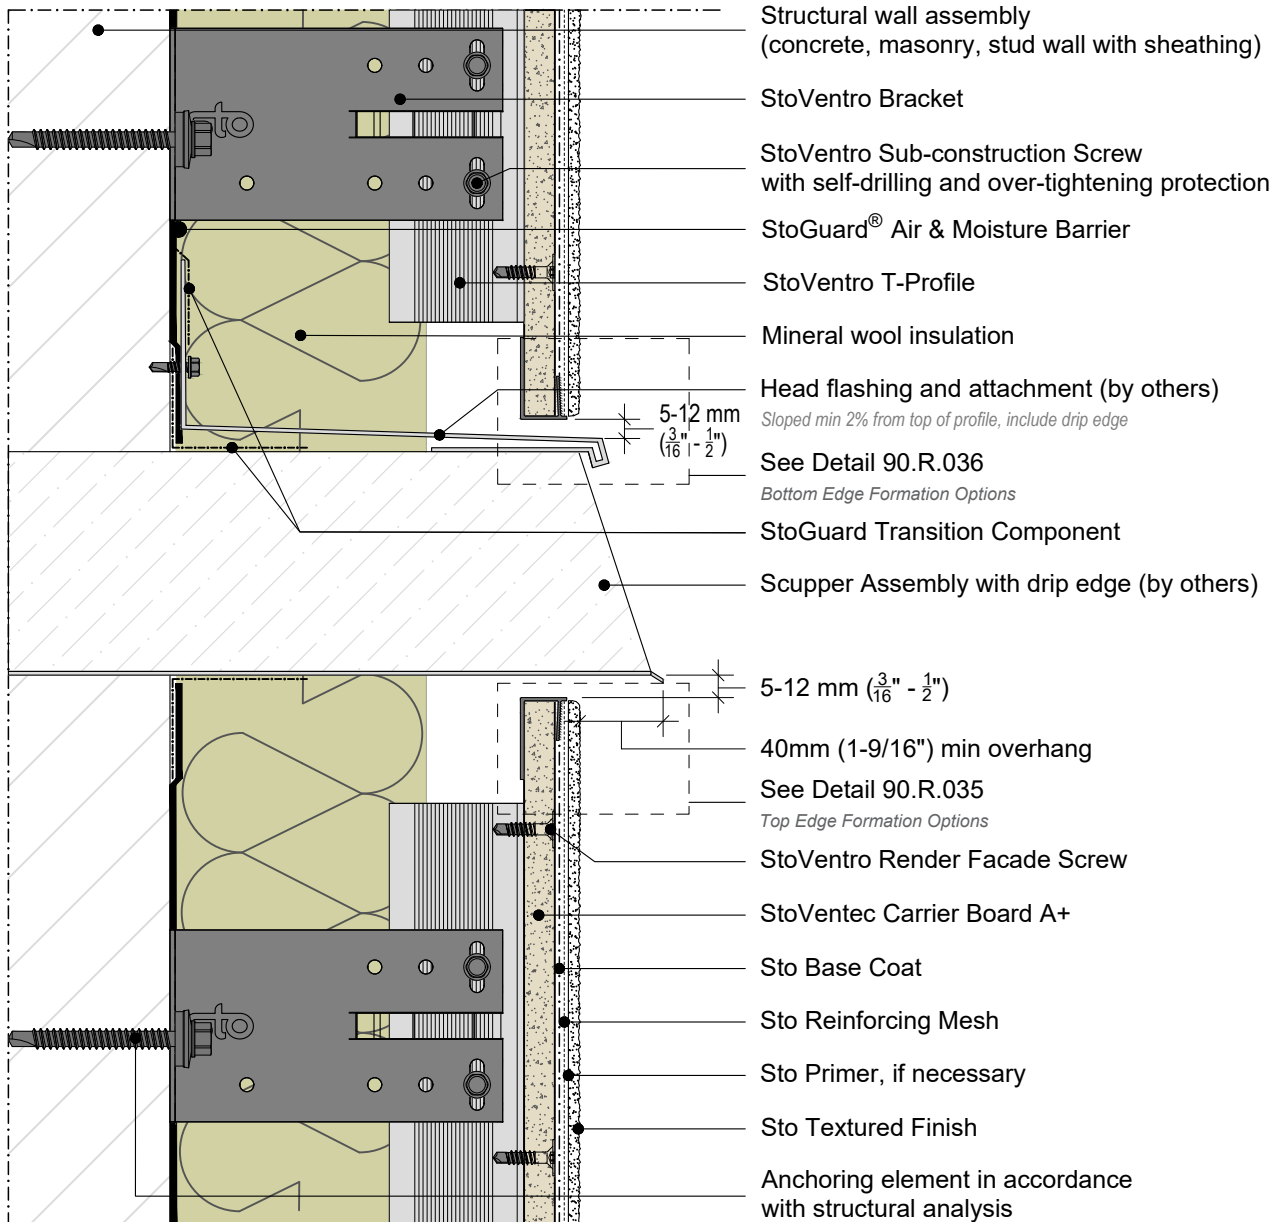 Structural wall assembly
(concrete, masonry, stud wall with sheathing)
StoVentro Bracket
StoVentro Sub-construction Screw
with self-drilling and over-tightening protection
StoGuard® Air & Moisture Barrier
StoVentro T-Profile
Mineral wool insulation
Head flashing and attachment (by others)
Sloped min 2% from top of profile, include drip edge
5-12 mm
(3/16" - 1/2")
See Detail 90.R.036
Bottom Edge Formation Options
StoGuard Transition Component
Scupper Assembly with drip edge (by others)
5-12 mm (3/16" - 1/2")
40mm (1-9/16") min overhang
See Detail 90.R.035
Top Edge Formation Options
StoVentro Render Facade Screw
StoVentec Carrier Board A+
Sto Base Coat
Sto Reinforcing Mesh
Sto Primer, if necessary
Sto Textured Finish
Anchoring element in accordance
with structural analysis